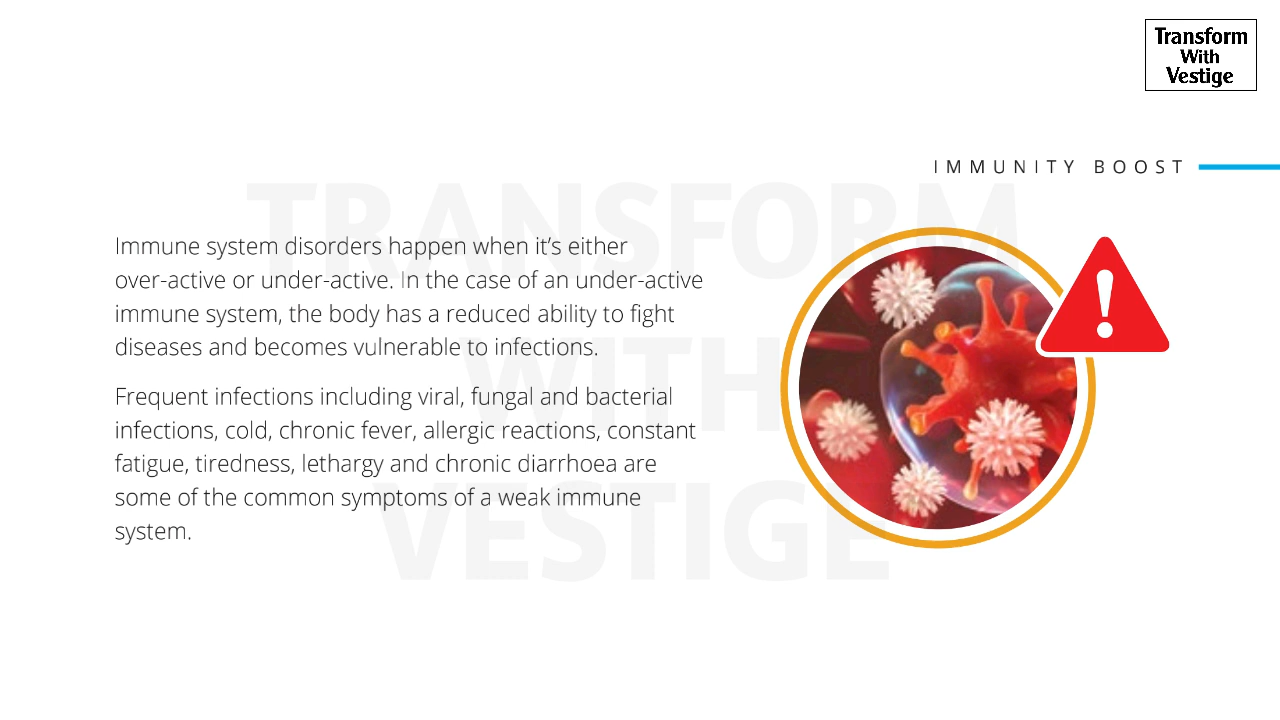 Transform
With
Vestige
IMMUNITY BOOST
TRANSFORM
WITH
VESTIGE
Immune system disorders happen when it’s either
over-active or under-active. In the case of an under-active
immune system, the body has a reduced ability to fight
diseases and becomes vulnerable to infections.
Frequent infections including viral, fungal and bacterial
infections, cold, chronic fever, allergic reactions, constant
fatigue, tiredness, lethargy and chronic diarrhoea are
some of the common symptoms of a weak immune
system.